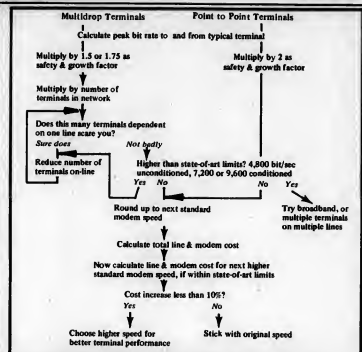 Multidrop Terminals Point to Point Terminals
Calculate peak bit rate to and from typical terminal
Multiply by 1.5 or 1.75 as
safety & growth factor
Multiply by 2 as
safety & growth factor
Multiply by number of
terminals in network
Does this many terminals dependent
on one line scare you?
Sure does Not badly
Reduce number of
terminals on-line
Higher than state-of-art limits? 4,800 bit/sec
unconditioned, 7,200 or 9,600 conditioned
Yes No No Yes
Round up to next standard
modem speed
Try broadband, or
multiple terminals
on multiple lines
Calculate total line & modem cost
Now calculate line & modem cost for next higher
standard modem speed, if within state-of-art limits
Cost increase less than 10%?
Yes No
Choose higher speed for
better terminal performance
Stick with original speed